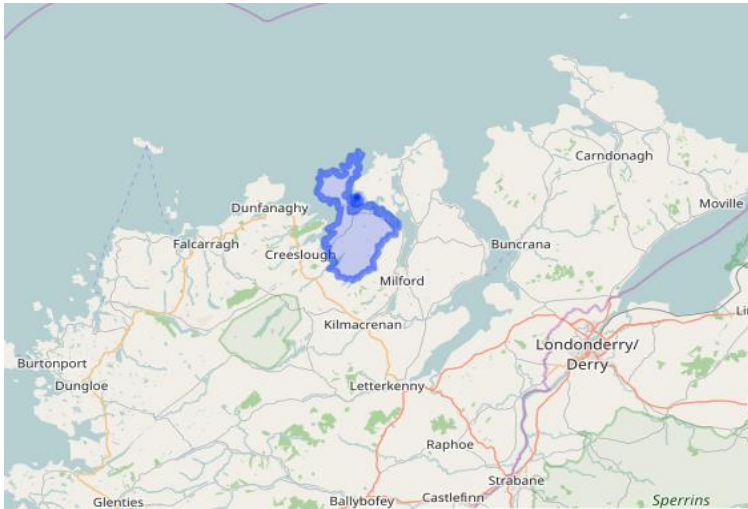 Carndonagh
Dunfanaghy
Moville
Falcarragh
Buncrana
Creeslough
Milford
Kilmacrenan
Londonderry/
Derry
Burtonport
Dungloe
Letterkenny
Raphoe
Strabane
Glenties
Ballybofey
Castlefinn
Sperrins